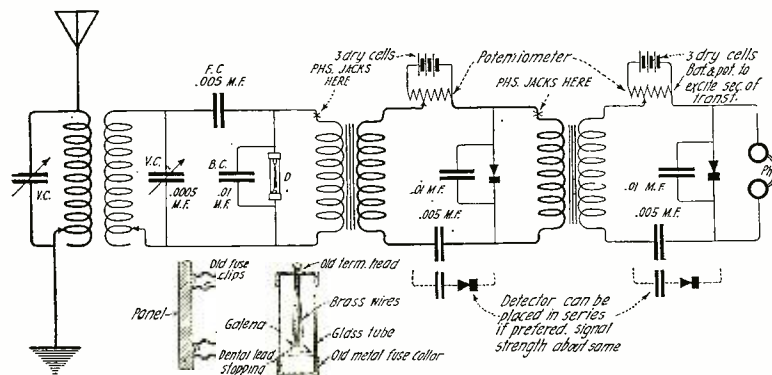 3 dry cells
Potentiometer
3 dry cells
Bat.& pot. to
excite sec. of
transf.
F.C
.005 M.F.
PHS. JACKS
HERE
PHS. JACKS HERE
V.C.
V.C.
.0005
M.F.
B.C.
.01
M.F.
D
.01 M.F.
.005 M.F.
.01 M.F.
.005 M.F.
Old fuse
clips
Panel
Old term. head
Brass wires
Galena
Glass tube
Dental lead
stopping
Old metal fuse collar
Detector can be
placed in series
if prefered. signal
strength about same